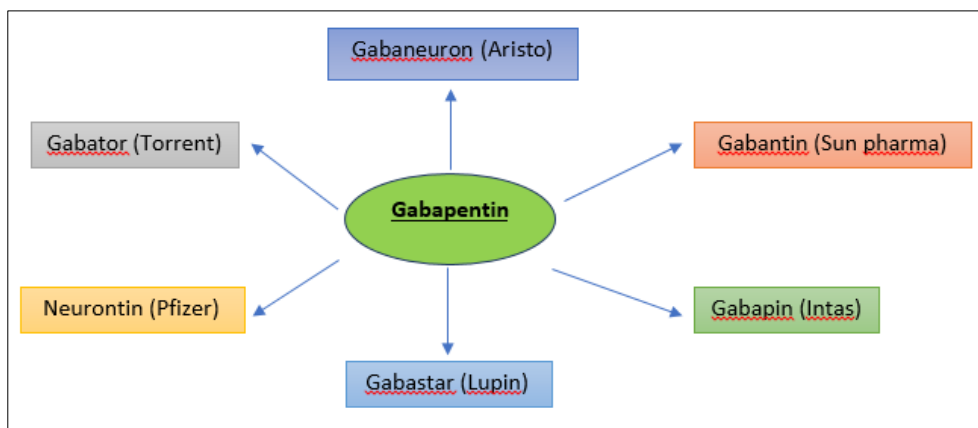 Gabaneuron (Aristo)
Gabator (Torrent)
Gabantin (Sun pharma)
Gabapentin
Neurontin (Pfizer)
Gabapin (Intas)
Gabastar (Lupin)